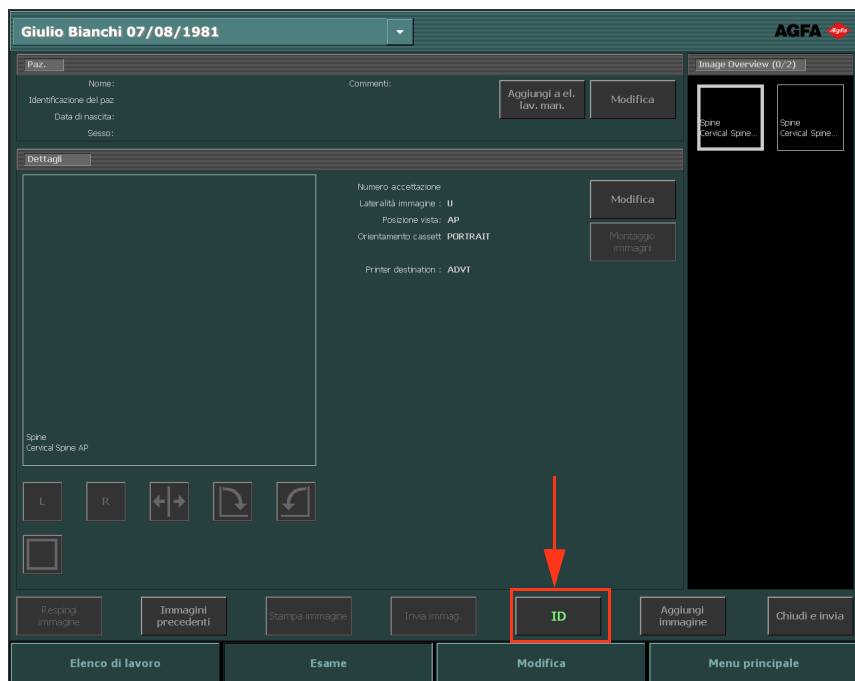 Giulio Bianchi 07/08/1981
AGFA
Agfa
Paz.
Nome:
Identificazione del paz
Data di nascita:
Sesso:
Commenti:
Aggiungi a el.
lav. man.
Modifica
Image Overview (0/2)
Spine
Cervical Spine...
Spine
Cervical Spine...
Dettagli
Numero accettazione
Lateralità immagine : U
Posizione vista: AP
Orientamento cassett PORTRAIT
Printer destination : ADVT
Modifica
Montaggio
immagini
Spine
Cervical Spine AP
L
R
Respingi
immagine
Immagini
precedenti
Stampa immagine
Invia immag.
ID
Aggiungi
immagine
Chiudi e invia
Elenco di lavoro
Esame
Modifica
Menu principale